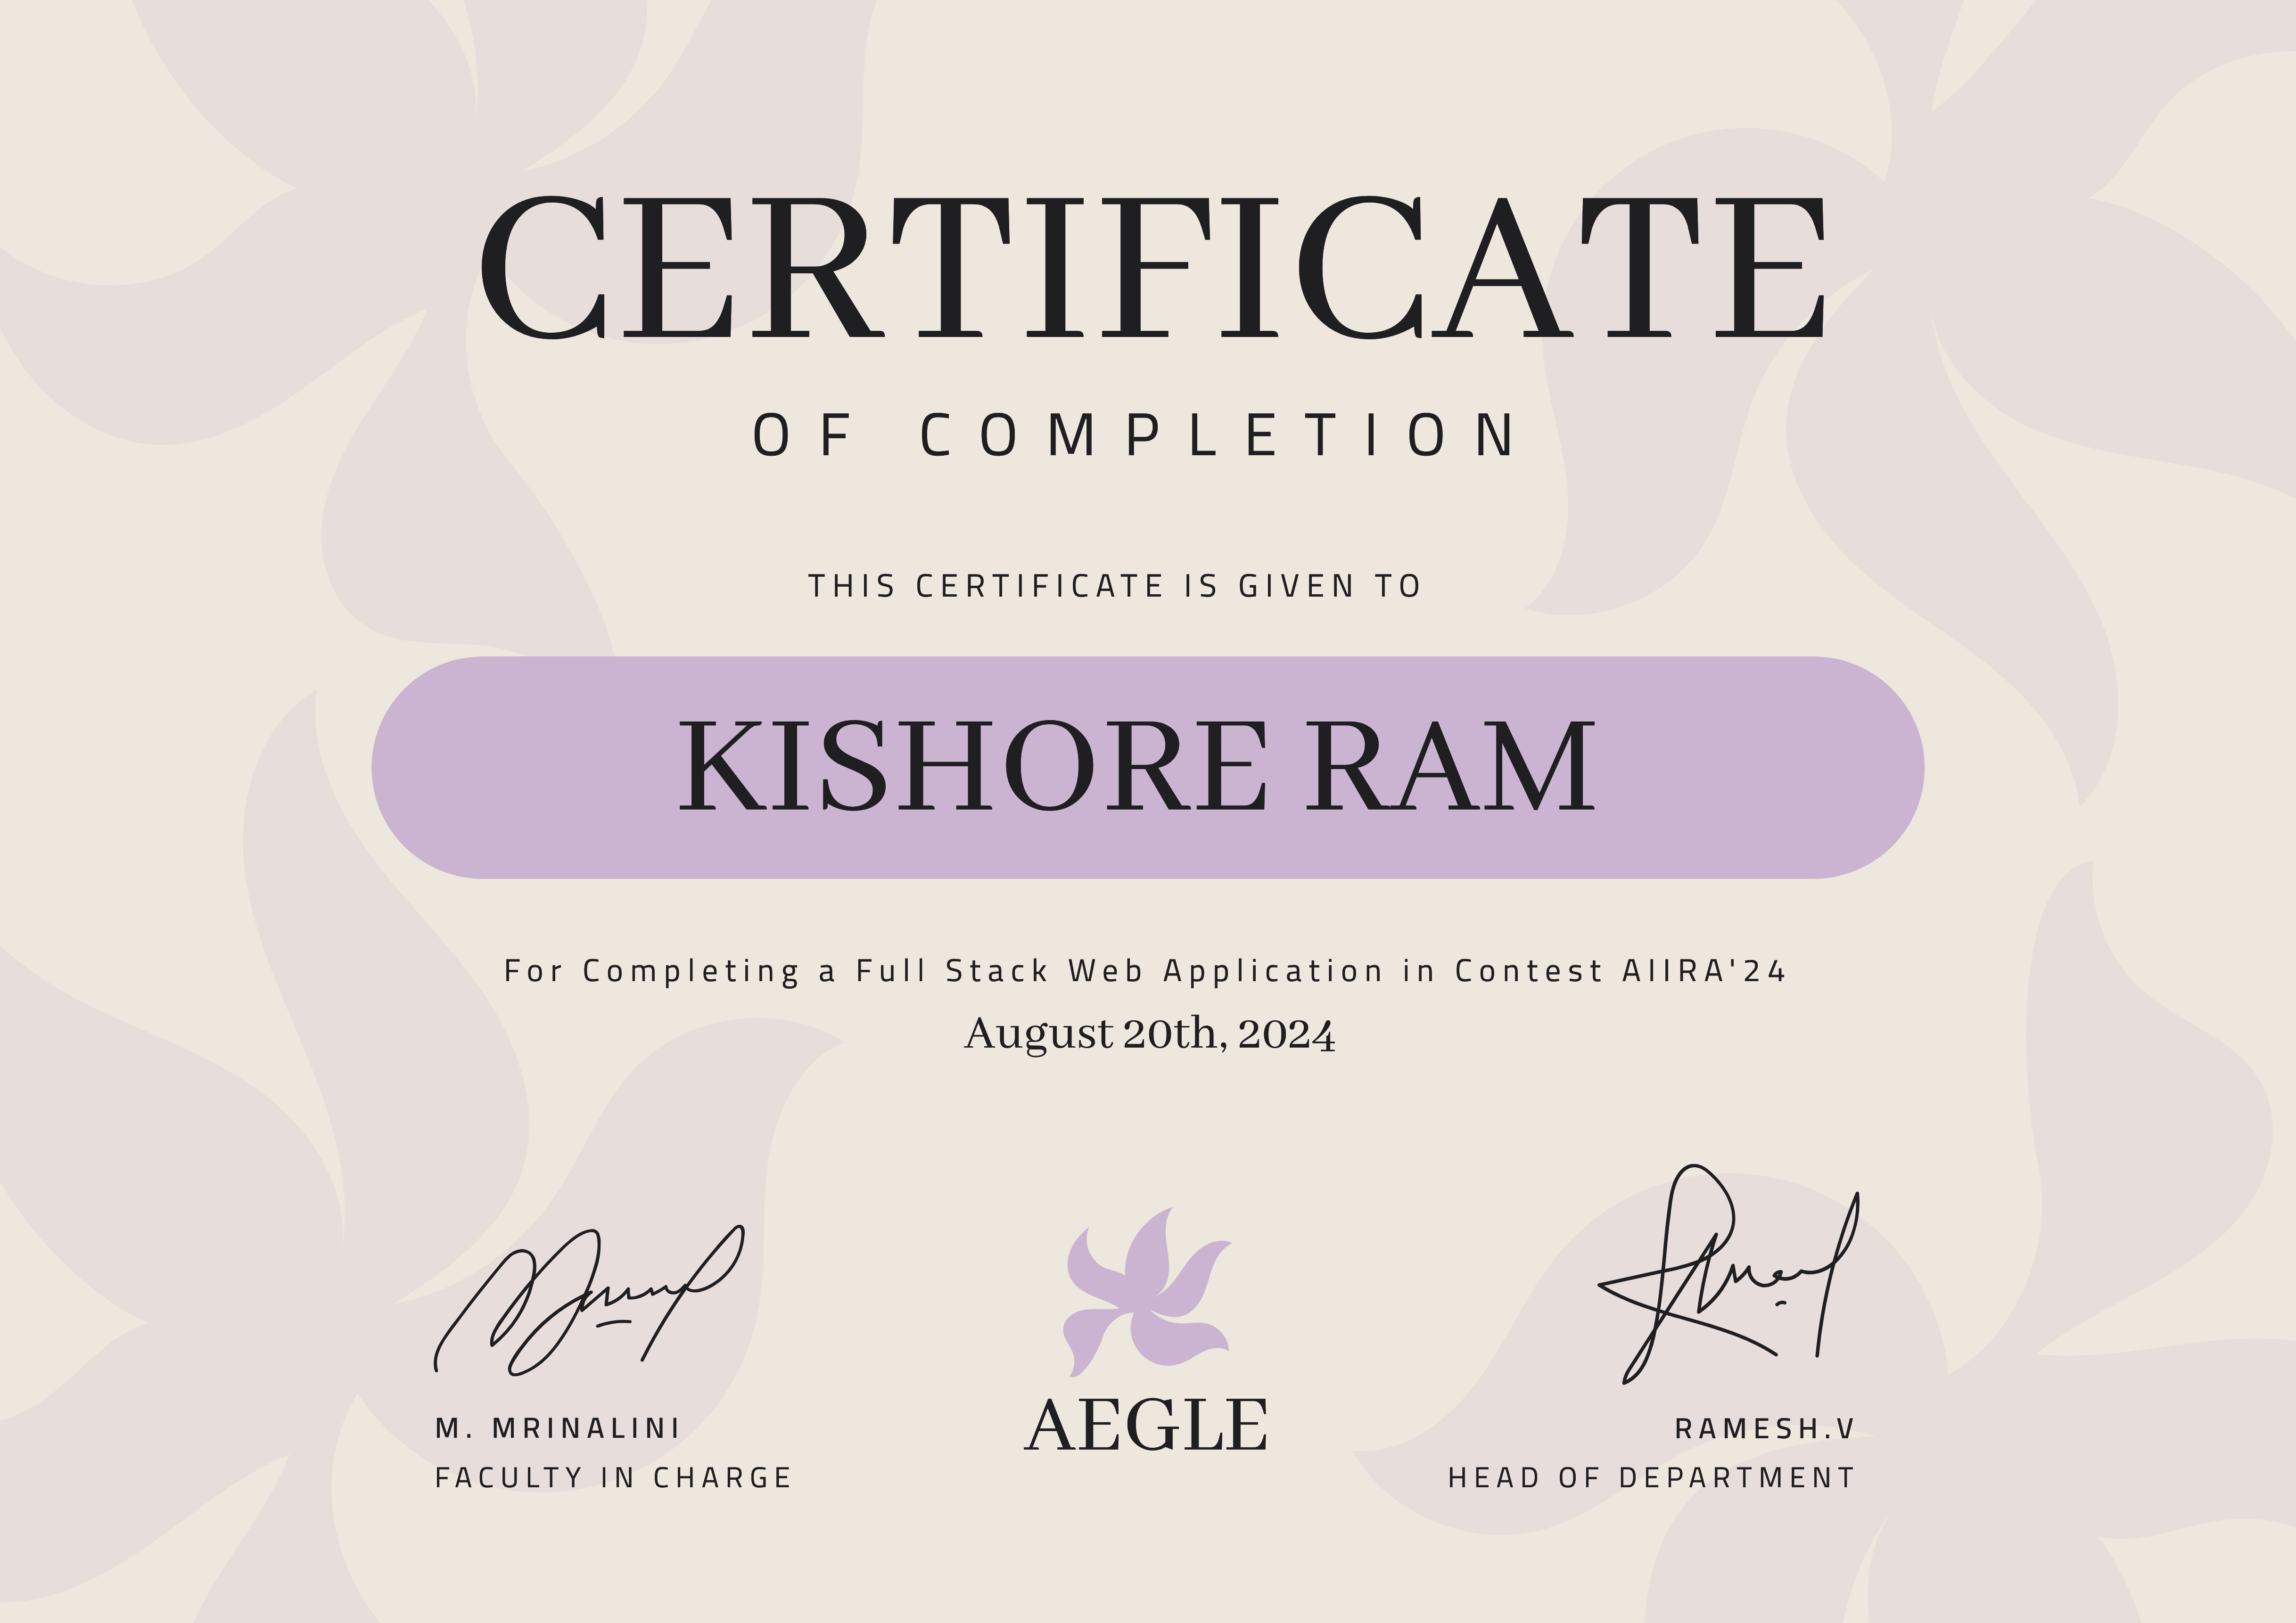 CERTIFICATE
OF COMPLETION
THIS CERTIFICATE IS GIVEN TO
KISHORE RAM
For Completing a Full Stack Web Application in Contest AIIRA'24
August 20th, 2024
M. MRINALINI
FACULTY IN CHARGE
AEGLE
RAMESH.V
HEAD OF DEPARTMENT